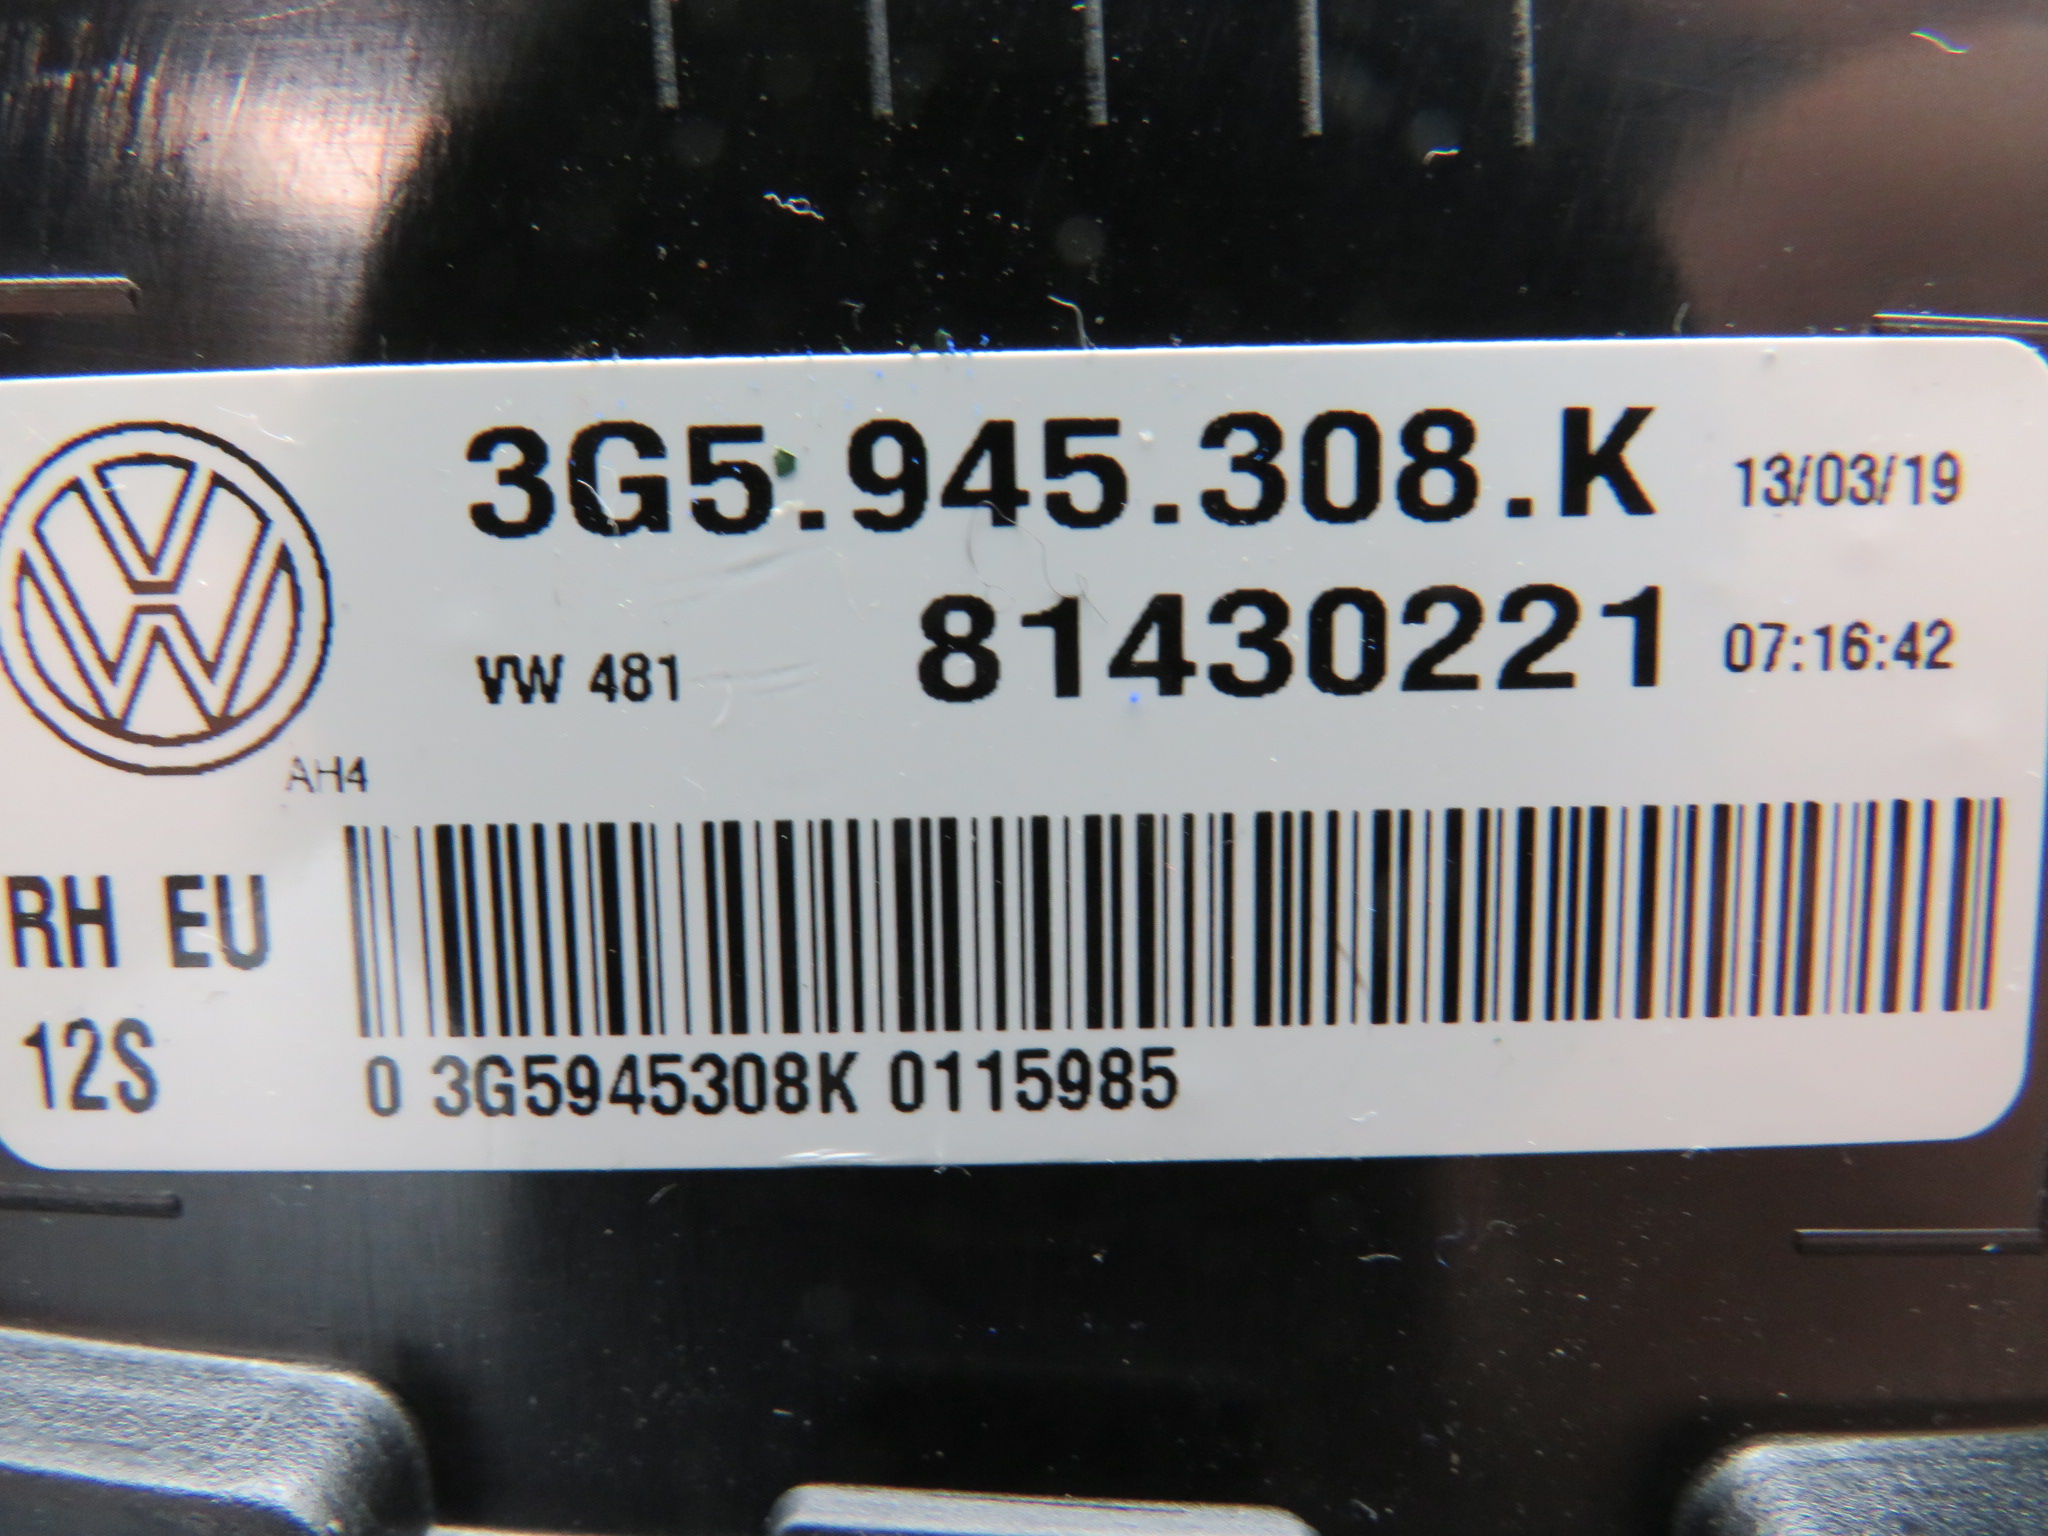 3G5.945.308.K 13/03/19
VW 481 81430221 07:16:42
AH4
RH EU
12S
0 3G5945308K 0115985